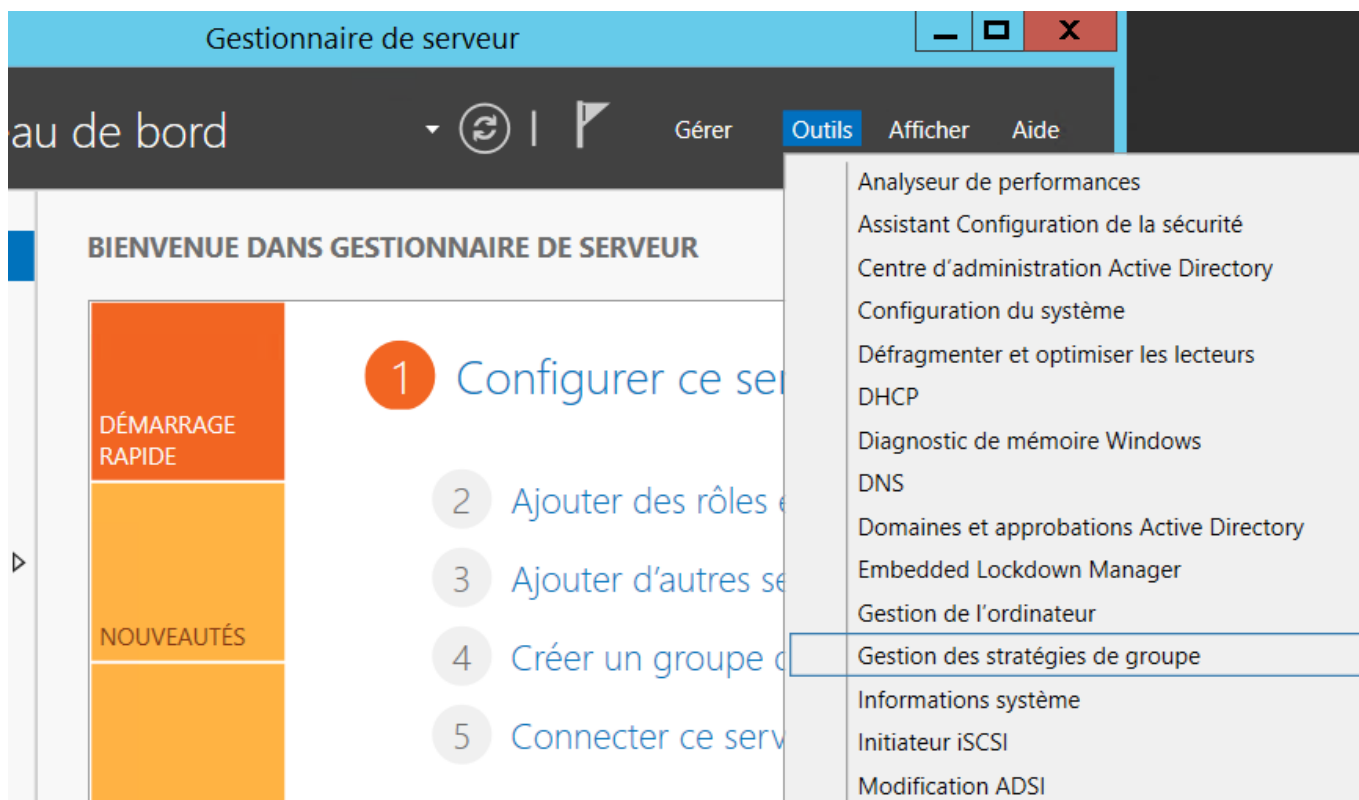 Gestionnaire de serveur
au de bord
Gérer Outils Afficher Aide
BIENVENUE DANS GESTIONNAIRE DE SERVEUR
DÉMARRAGE
RAPIDE
NOUVEAUTÉS
1 Configurer ce ser
2 Ajouter des rôles e
3 Ajouter d'autres se
4 Créer un groupe d
5 Connecter ce serv
Analyseur de performances
Assistant Configuration de la sécurité
Centre d'administration Active Directory
Configuration du système
Défragmenter et optimiser les lecteurs
DHCP
Diagnostic de mémoire Windows
DNS
Domaines et approbations Active Directory
Embedded Lockdown Manager
Gestion de l'ordinateur
Gestion des stratégies de groupe
Informations système
Initiateur iSCSI
Modification ADSI